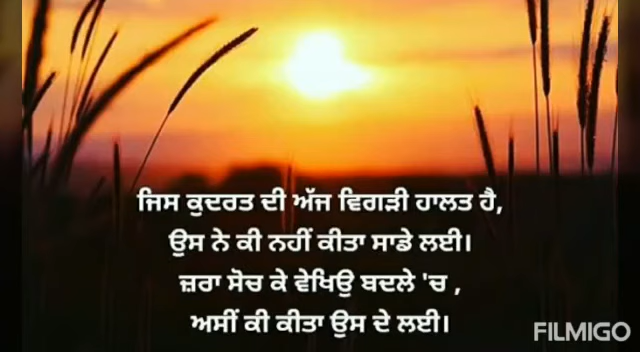 ਜਿਸ ਕੁਦਰਤ ਦੀ ਅੱਜ ਵਿਗੜੀ ਹਾਲਤ ਹੈ,
ਉਸ ਨੇ ਕੀ ਨਹੀਂ ਕੀਤਾ ਸਾਡੇ ਲਈ।
ਜ਼ਰਾ ਸੋਚ ਕੇ ਵੇਖਿਉ ਬਦਲੇ 'ਚ ,
ਅਸੀਂ ਕੀ ਕੀਤਾ ਉਸ ਦੇ ਲਈ।
FILMIGO